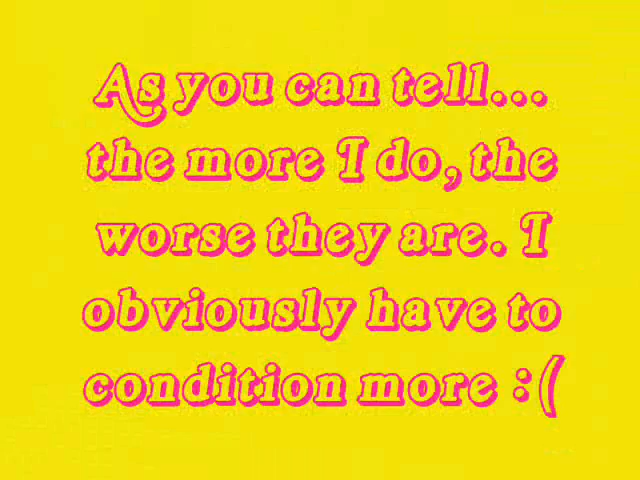 As you can tell...
the more I do, the
worse they are. I
obviously have to
condition more :(